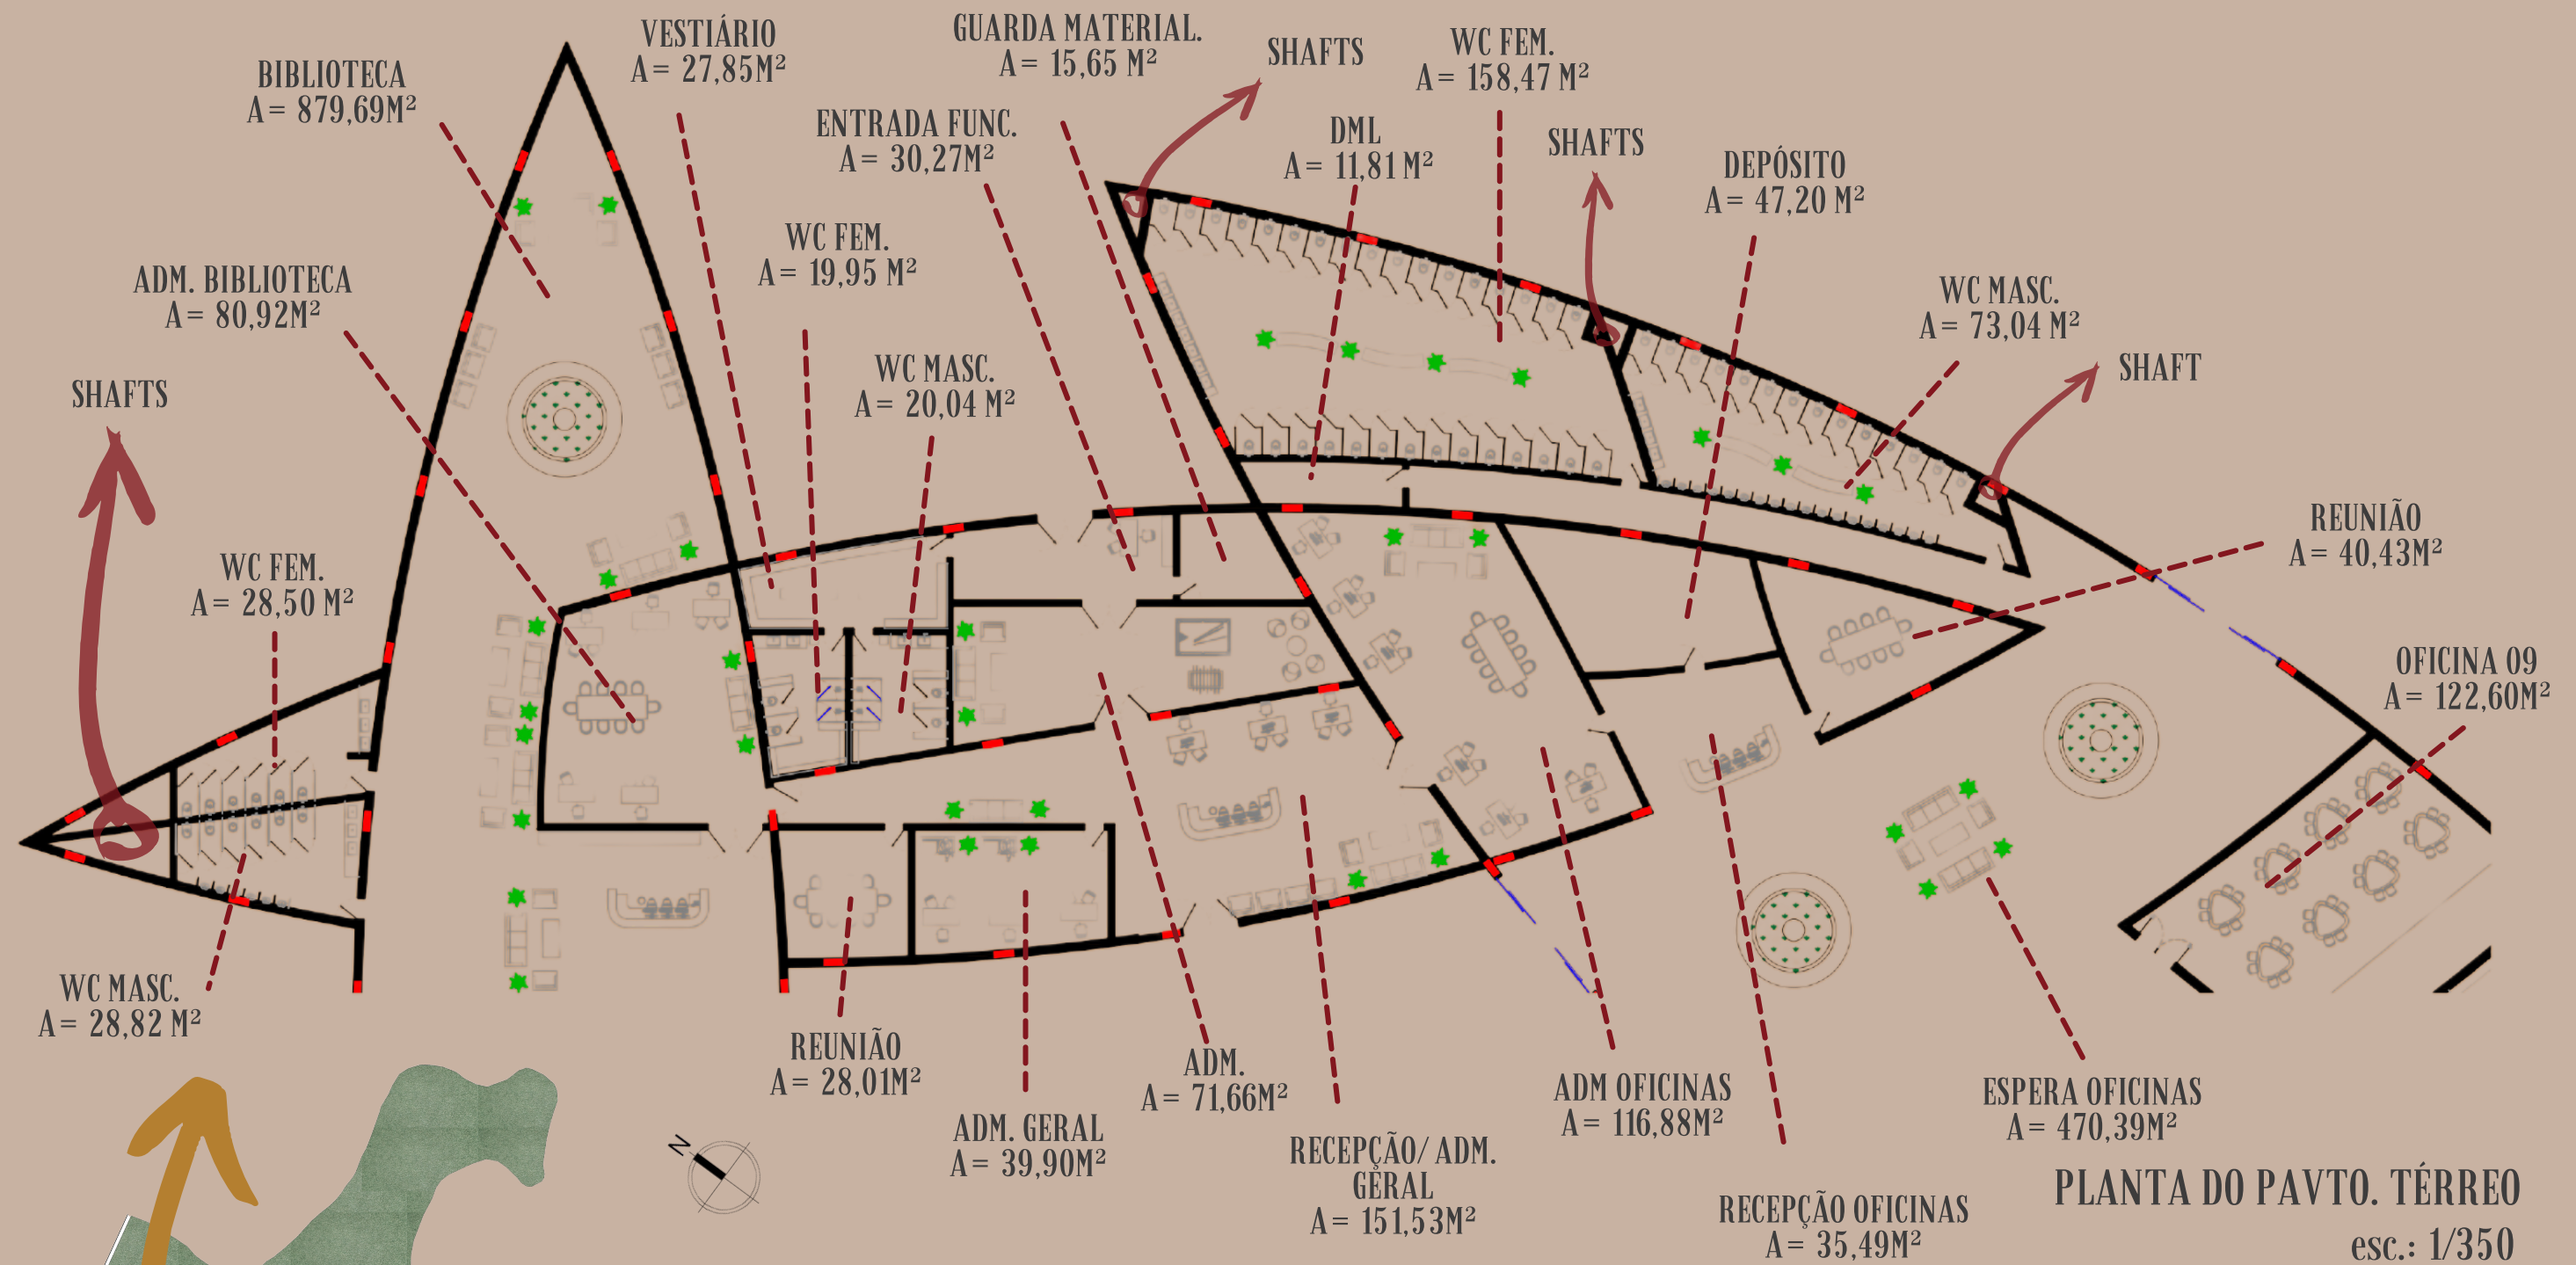 VESTIÁRIO
A= 27,85M²
GUARDA MATERIAL.
A= 15,65 M²
SHAFTS
WC FEM.
A= 158,47 M²
BIBLIOTECA
A= 879,69M²
ENTRADA FUNC.
A= 30,27M²
DML
A= 11,81 M²
SHAFTS
DEPÓSITO
A= 47,20 M²
WC FEM.
A= 19,95 M²
ADM. BIBLIOTECA
A= 80,92M²
WC MASC.
A= 73,04 M²
WC MASC.
A= 20,04 M²
SHAFT
SHAFTS
REUNIÃO
A= 40,43M²
WC FEM.
A= 28,50 M²
OFICINA 09
A= 122,60M²
WC MASC.
A= 28,82 M²
REUNIÃO
A= 28,01M²
ADM.
A= 71,66M²
ADM OFICINAS
A= 116,88M²
ESPERA OFICINAS
A= 470,39M²
ADM. GERAL
A= 39,90M²
RECEPÇÃO/ ADM.
GERAL
A= 151,53M²
N
RECEPÇÃO OFICINAS
A= 35,49M²
PLANTA DO PAVTO. TÉRREO
esc.: 1/350